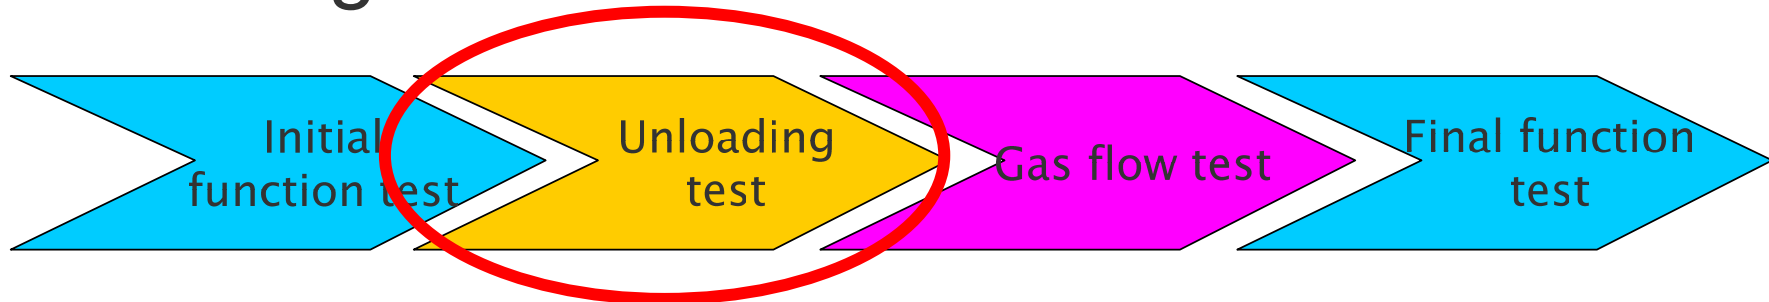 Initial
function test
Unloading
test
Gas flow test
Final function
test